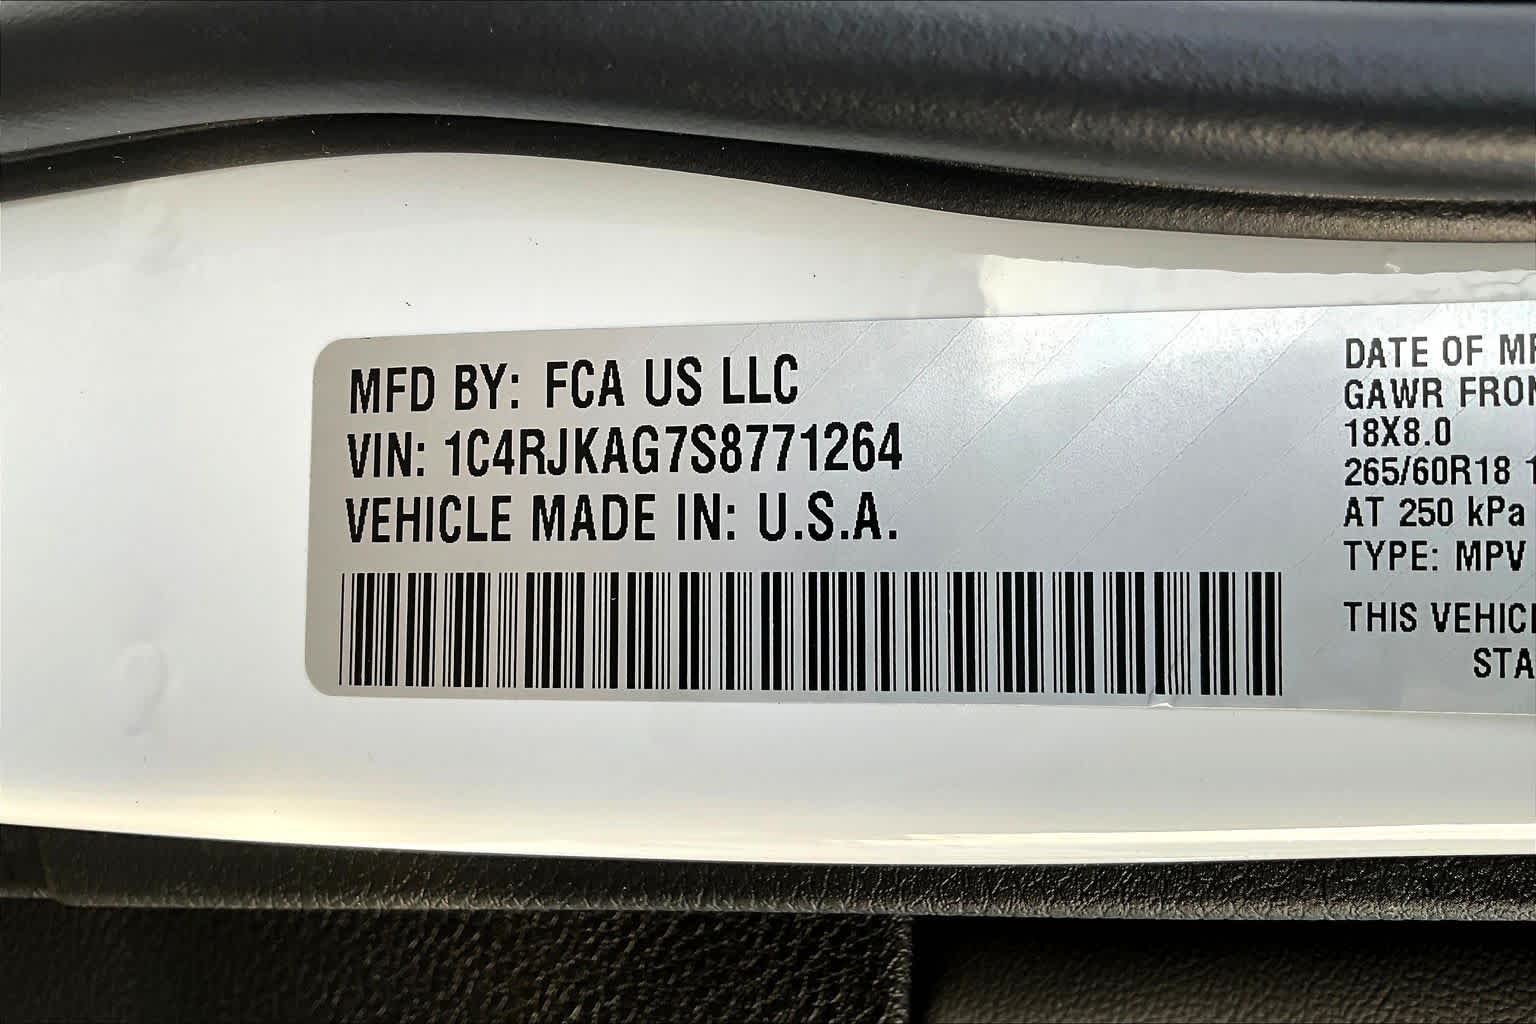 MFD BY: FCA US LLC
VIN: 1C4RJKAG7S8771264
VEHICLE MADE IN: U.S.A.
DATE OF
GAWR
18X8.0
265/60R18
AT 250 kPa
TYPE: MPV
THIS